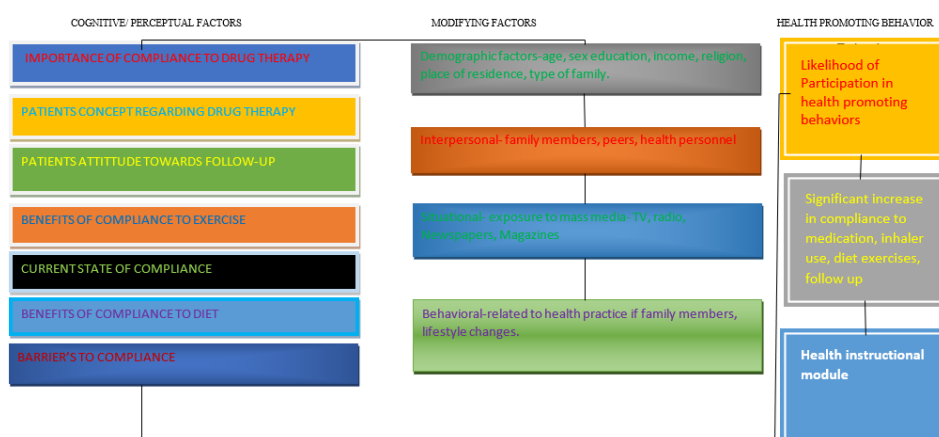 COGNITIVE/ PERCEPTUAL FACTORS
IMPORTANCE OF COMPLIANCE TO DRUG THERAPY
PATIENTS CONCEPT REGARDING DRUG THERAPY
PATIENTS ATTITTUDE TOWARDS FOLLOW-UP
BENEFITS OF COMPLIANCE TO EXERCISE
CURRENT STATE OF COMPLIANCE
BENEFITS OF COMPLIANCE TO DIET
BARRIER'S TO COMPLIANCE
MODIFYING FACTORS
Demographic factors-age, sex education, income, religion,
place of residence, type of family.
Interpersonal- family members, peers, health personnel
Situational- exposure to mass media- TV, radio,
Newspapers, Magazines
Behavioral-related to health practice if family members,
lifestyle changes.
HEALTH PROMOTING BEHAVIOR
Likelihood of
Participation in
health promoting
behaviors
Significant increase
in compliance to
medication, inhaler
use, diet exercises,
follow up
Health instructional
module